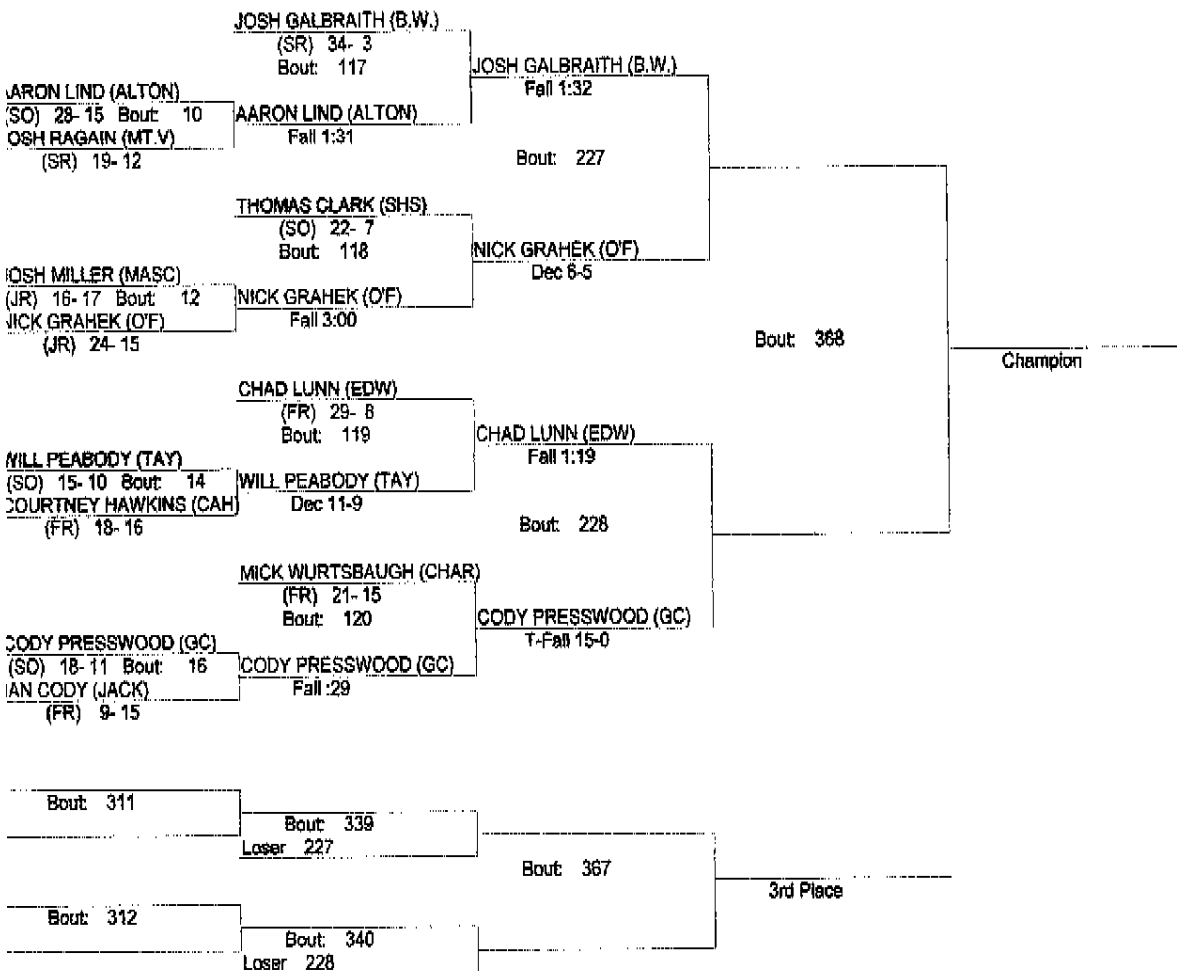 JOSH GALBRAITH (B.W.)
(SR) 34- 3
Bout: 117
JOSH GALBRAITH (B.W.)
Fall 1:32
AARON LIND (ALTON)
(SO) 28- 15 Bout: 10
OSH RAGAIN (MT.V)
(SR) 19- 12
AARON LIND (ALTON)
Fall 1:31
Bout: 227
THOMAS CLARK (SHS)
(SO) 22- 7
Bout: 118
NICK GRAHEK (O'F)
Dec 6-5
JOSH MILLER (MASC)
(JR) 16- 17 Bout: 12
NICK GRAHEK (O'F)
(JR) 24- 15
NICK GRAHEK (O'F)
Fall 3:00
Bout: 368
Champion
CHAD LUNN (EDW)
(FR) 29- 8
Bout: 119
CHAD LUNN (EDW)
Fall 1:19
WILL PEABODY (TAY)
(SO) 15- 10 Bout: 14
COURTNEY HAWKINS (CAH)
(FR) 18- 16
WILL PEABODY (TAY)
Dec 11-9
Bout: 228
MICK WURTSBAUGH (CHAR)
(FR) 21- 15
Bout: 120
CODY PRESSWOOD (GC)
T-Fall 15-0
CODY PRESSWOOD (GC)
(SO) 18- 11 Bout: 16
IAN CODY (JACK)
(FR) 9- 15
CODY PRESSWOOD (GC)
Fall :29
Bout: 311
Bout: 339
Loser 227
Bout: 367
3rd Place
Bout: 312
Bout: 340
Loser 228